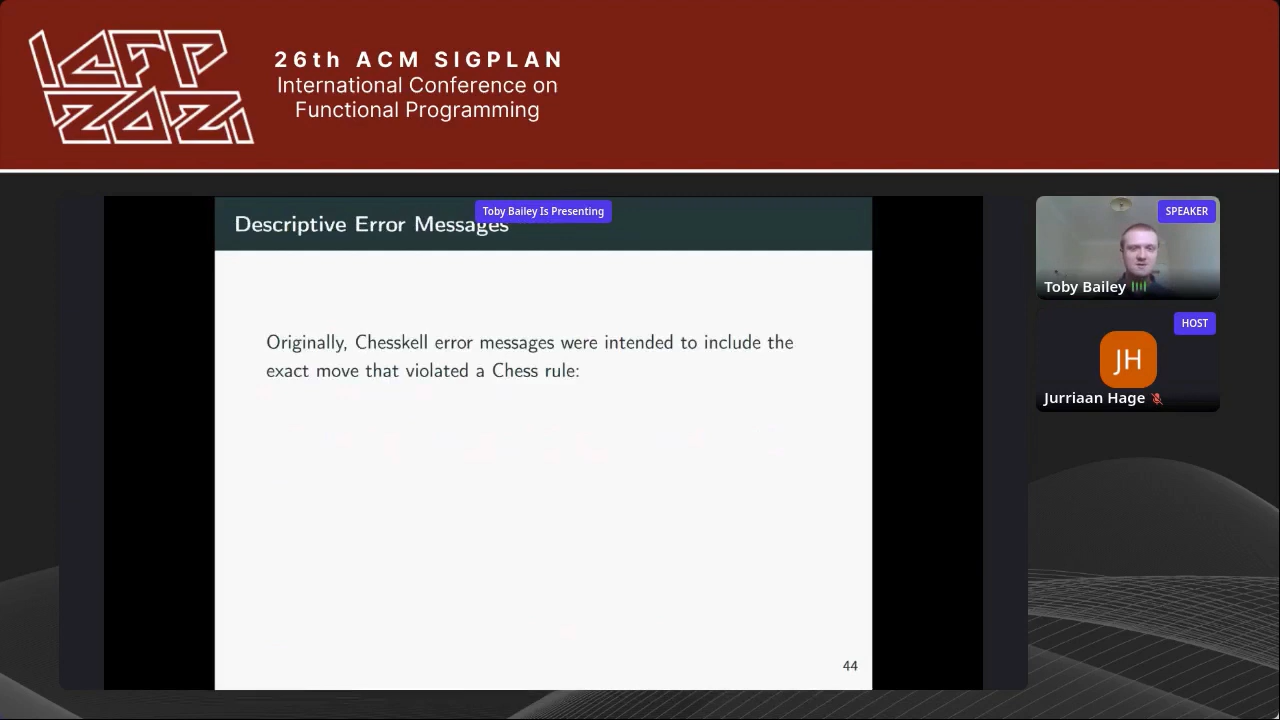 ICFP
2021
26th ACM SIGPLAN
International Conference on
Functional Programming
Descriptive Error Messages
Toby Bailey Is Presenting
Originally, Chesskell error messages were intended to include the
exact move that violated a Chess rule:
44
SPEAKER
Toby Bailey
HOST
JH
Jurriaan Hage